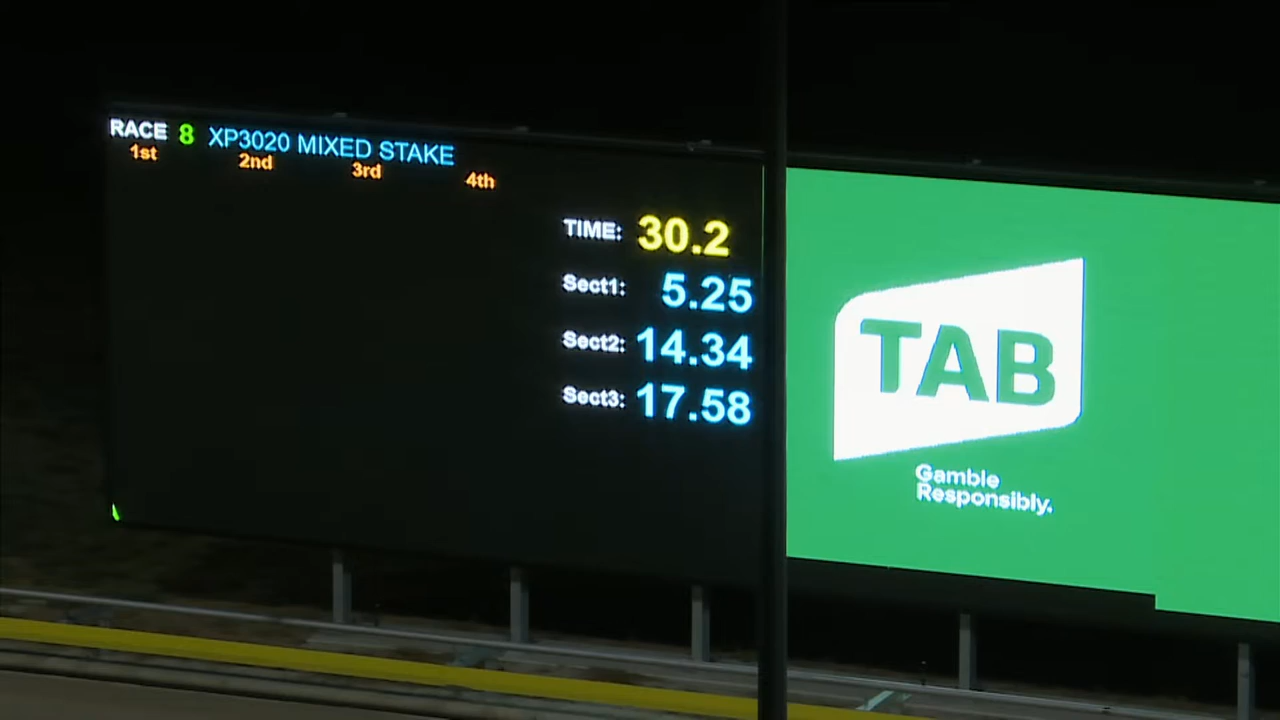 RACE 8 XP3020 MIXED STAKE
1st 2nd 3rd 4th
TIME: 30.2
Sect1: 5.25
Sect2: 14.34
Sect3: 17.58
TAB
Gamble
Responsibly.